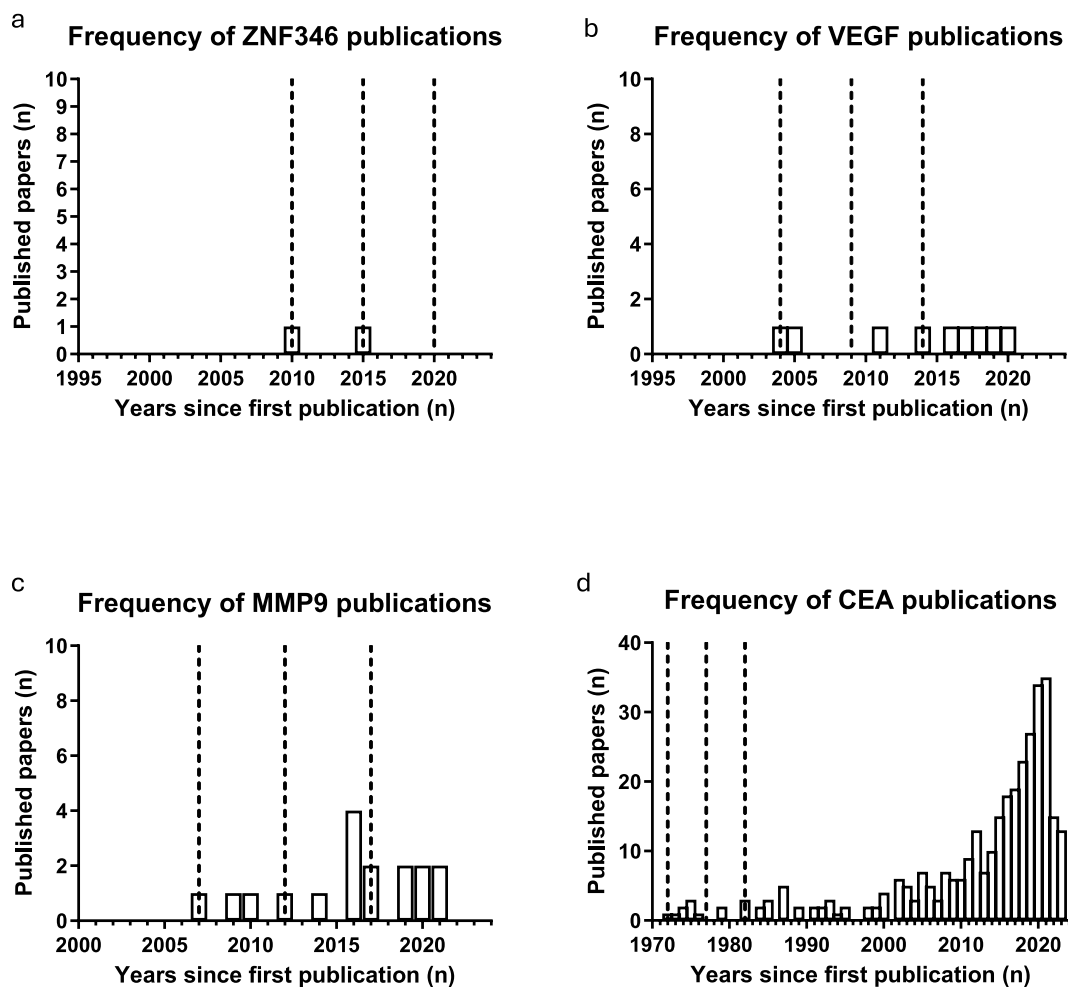 a
Frequency of ZNF346 publications
Published papers (n)
10
9
8
7
6
5
4
3
2
1
0
1995 2000 2005 2010 2015 2020
Years since first publication (n)
b
Frequency of VEGF publications
Published papers (n)
10
8
6
4
2
0
1995 2000 2005 2010 2015 2020
Years since first publication (n)
c
Frequency of MMP9 publications
Published papers (n)
10
8
6
4
2
0
2000 2005 2010 2015 2020
Years since first publication (n)
d
Frequency of CEA publications
Published papers (n)
40
30
20
10
0
1970 1980 1990 2000 2010 2020
Years since first publication (n)